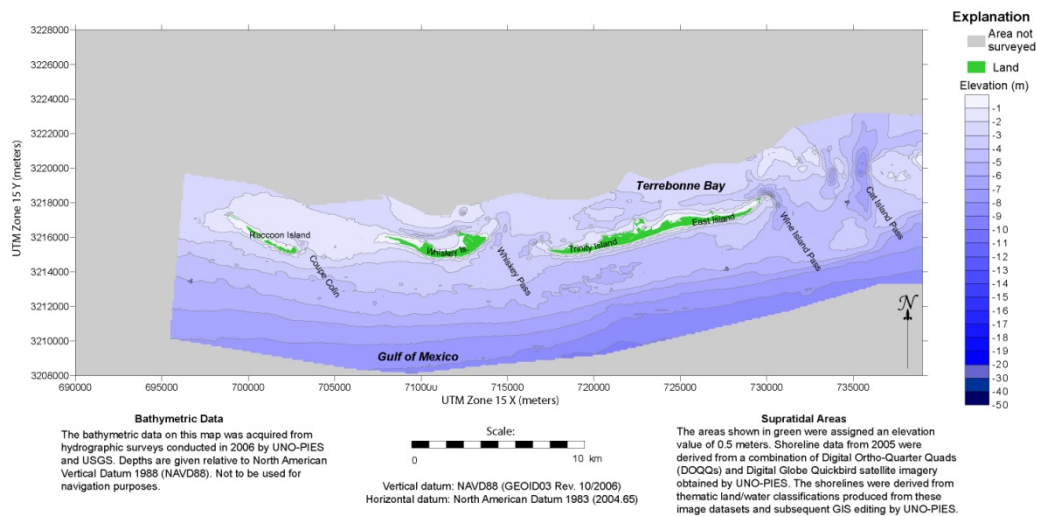 Explanation
Area not
surveyed
Land
Elevation (m)
-1
-2
-3
-4
-5
-6
-7
-8
-9
-10
-11
-12
-13
-14
-15
-17
-19
-20
-30
-40
-50
3228000
3226000
3224000
3222000
3220000
3218000
3216000
3214000
3212000
3210000
3208000
UTM Zone 15 Y (meters)
Terrebonne Bay
Raccoon Island
Coupe Colin
Whiskey Is.
Whiskey Pass
Trinity Island
East Island
Wine Island Pass
Cat Island Pass
Gulf of Mexico
N
690000 695000 700000 705000 710000 715000 720000 725000 730000 735000
UTM Zone 15 X (meters)
Bathymetric Data
The bathymetric data on this map was acquired from
hydrographic surveys conducted in 2006 by UNO-PIES
and USGS. Depths are given relative to North American
Vertical Datum 1988 (NAVD88). Not to be used for
navigation purposes.
Scale:
0 10 km
Vertical datum: NAVD88 (GEOID03 Rev. 10/2006)
Horizontal datum: North American Datum 1983 (2004.65)
Supratidal Areas
The areas shown in green were assigned an elevation
value of 0.5 meters. Shoreline data from 2005 were
derived from a combination of Digital Ortho-Quarter Quads
(DOQQs) and Digital Globe Quickbird satellite imagery
obtained by UNO-PIES. The shorelines were derived from
thematic land/water classifications produced from these
image datasets and subsequent GIS editing by UNO-PIES.